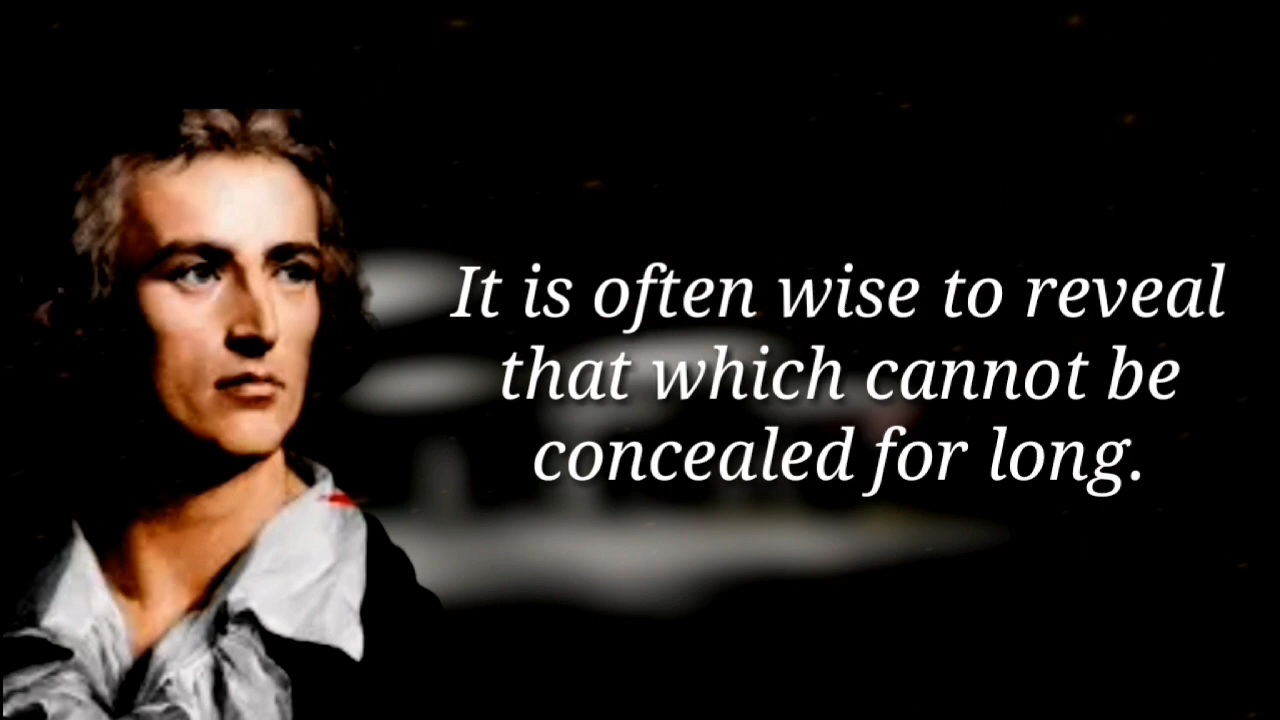 It is often wise to reveal
that which cannot be
concealed for long.